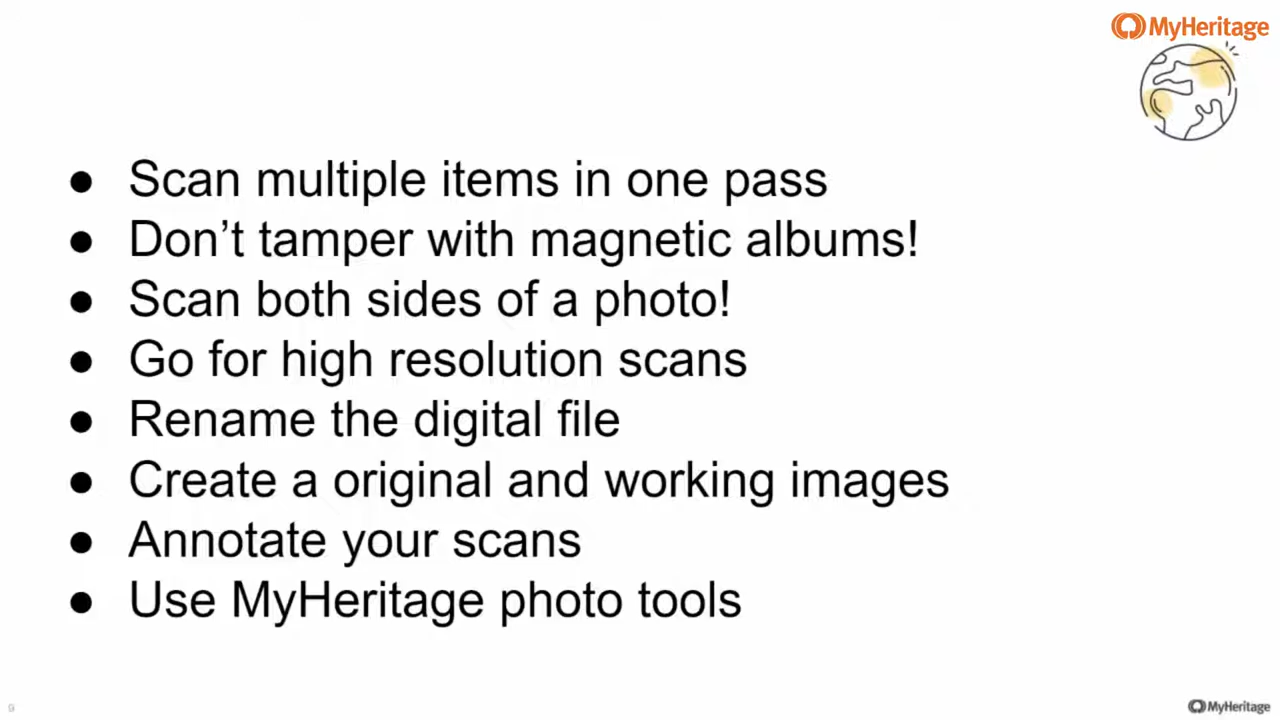 MyHeritage
● Scan multiple items in one pass
● Don’t tamper with magnetic albums!
● Scan both sides of a photo!
● Go for high resolution scans
● Rename the digital file
● Create a original and working images
● Annotate your scans
● Use MyHeritage photo tools
9
MyHeritage